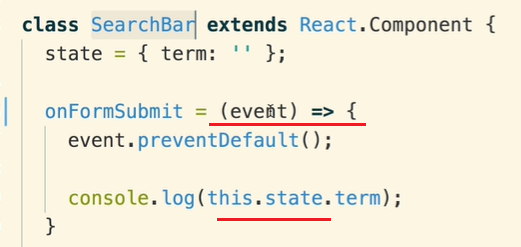 class SearchBar extends React.Component {
state = { term: '' };
onFormSubmit = (event) => {
event.preventDefault();
console.log(this.state.term);
}